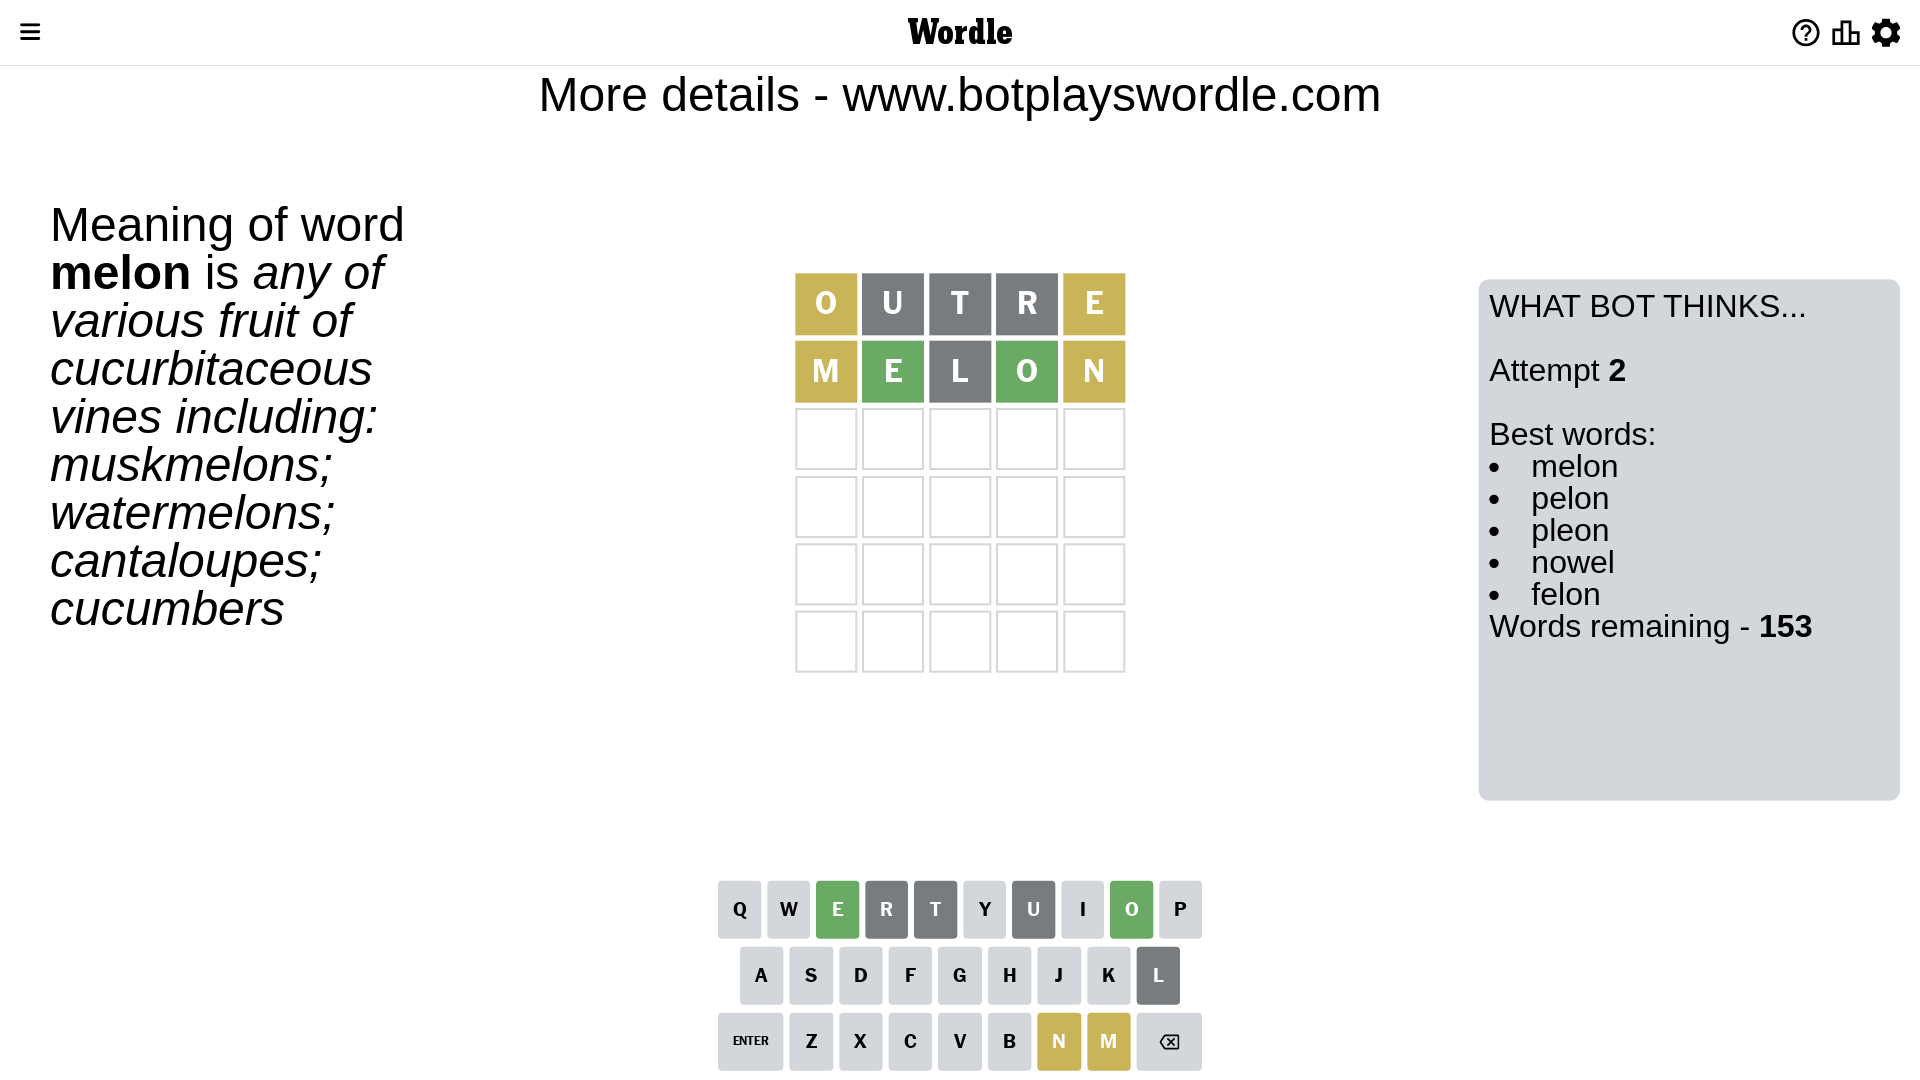 Wordle
More details - www.botplayswordle.com
Meaning of word
melon is any of
various fruit of
cucurbitaceous
vines including:
muskmelons;
watermelons;
cantaloupes;
cucumbers
O U T R E
M E L O N
WHAT BOT THINKS...
Attempt 2
Best words:
• melon
• pelon
• pleon
• nowel
• felon
Words remaining - 153
Q W E R T Y U I O P
A S D F G H J K L
ENTER Z X C V B N M